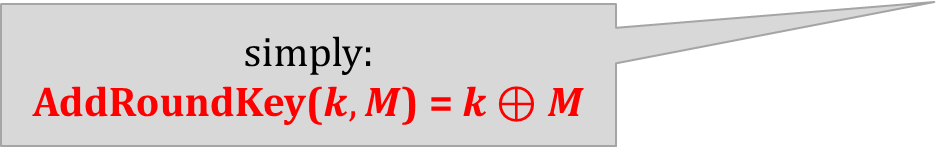 simply:
AddRoundKey(k, M) = k ⊕ M